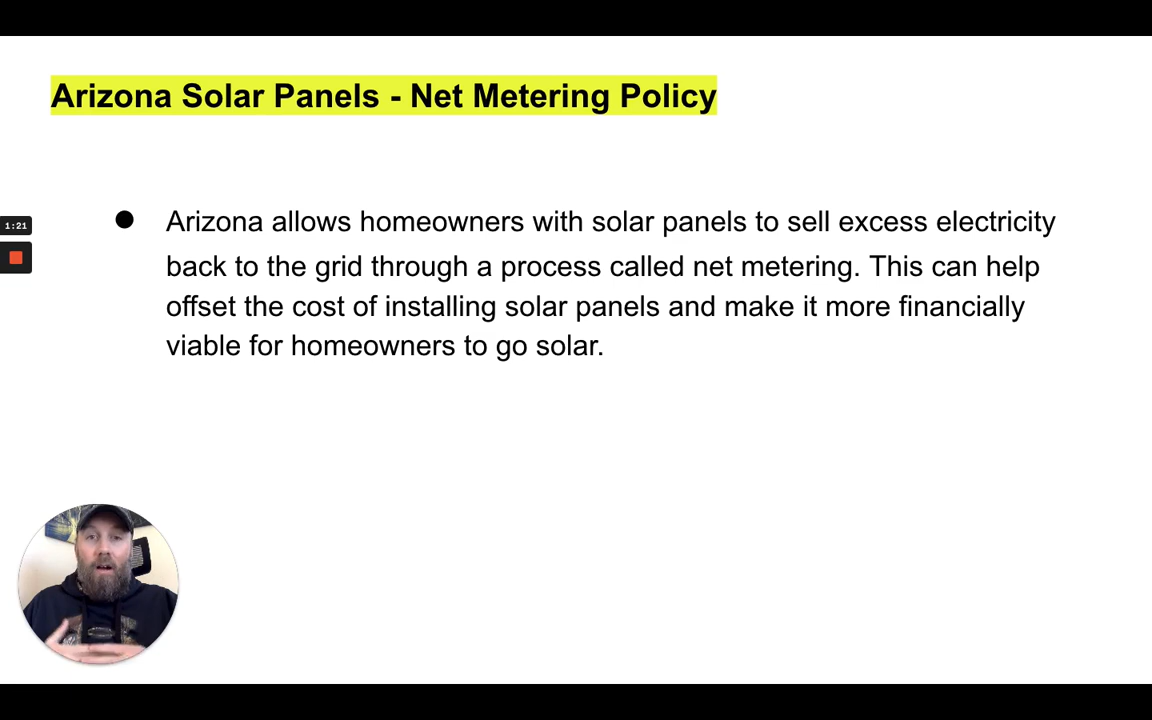 Arizona Solar Panels - Net Metering Policy
● Arizona allows homeowners with solar panels to sell excess electricity
back to the grid through a process called net metering. This can help
offset the cost of installing solar panels and make it more financially
viable for homeowners to go solar.
1:21